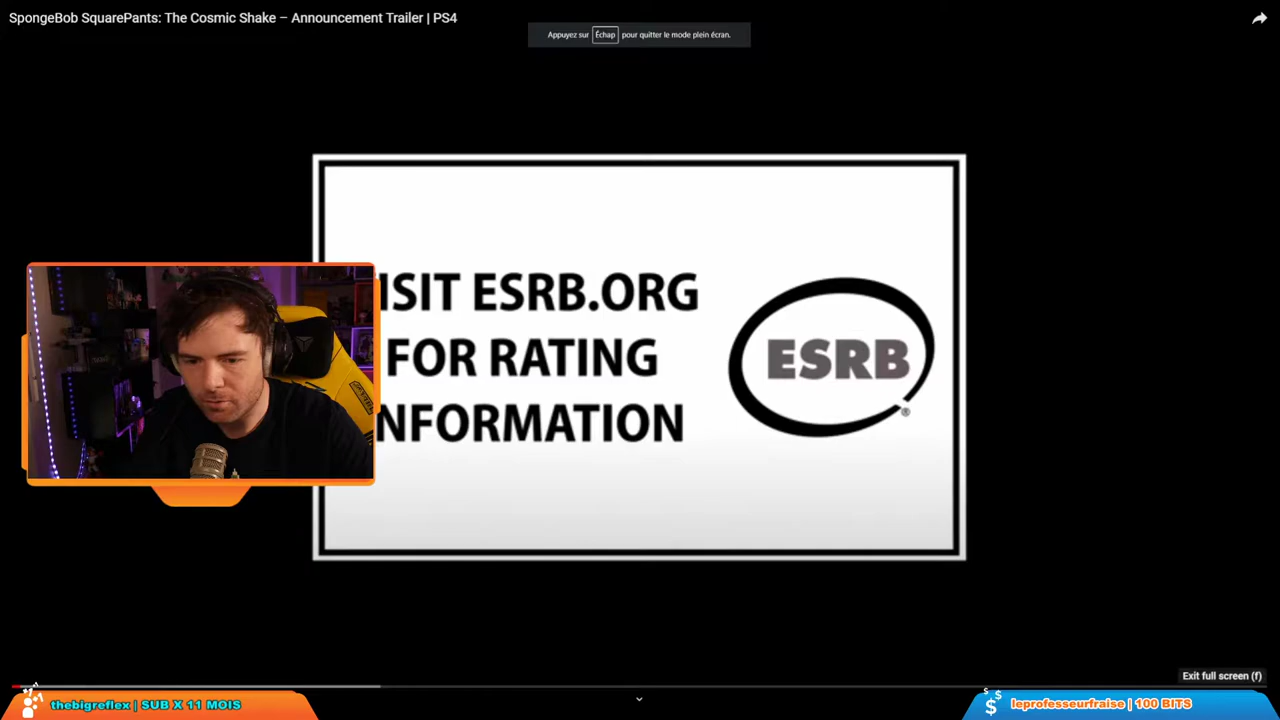 SpongeBob SquarePants: The Cosmic Shake – Announcement Trailer | PS4
Appuyez sur Échap pour quitter le mode plein écran.
ISIT ESRB.ORG
FOR RATING
NFORMATION
ESRB
®
Exit full screen (f)
thebigreflex | SUB X 11 MOIS
leprofesseurfraise | 100 BITS